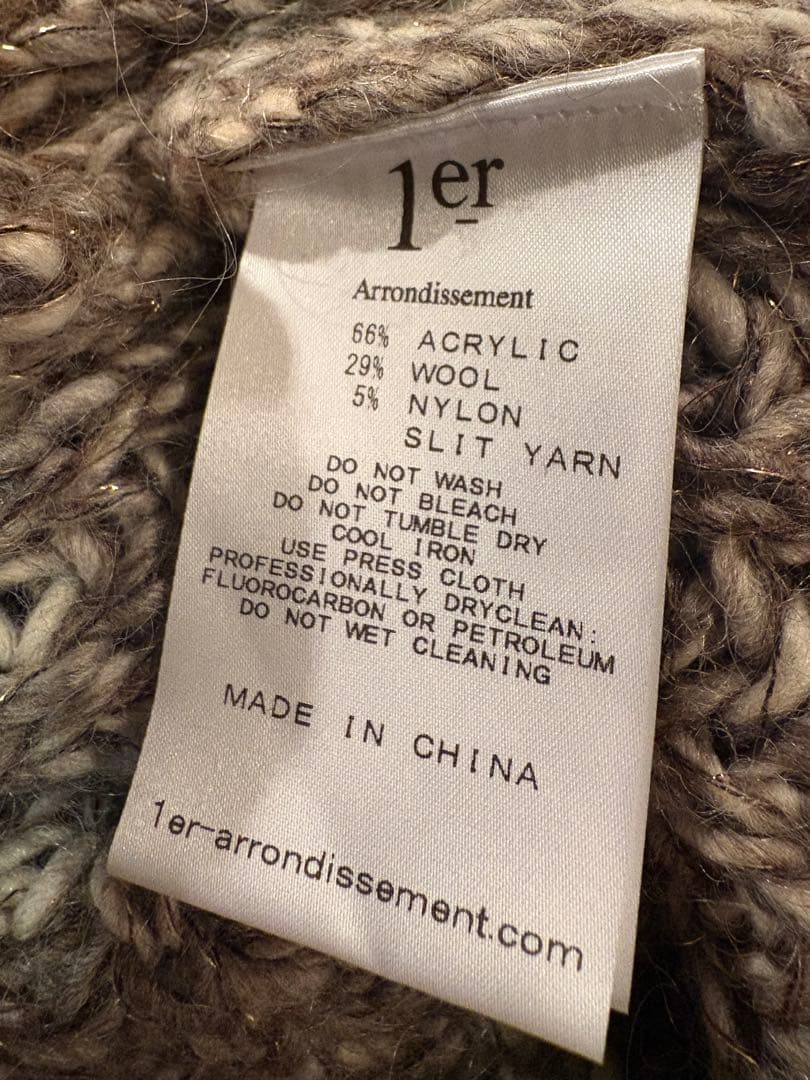 1er
Arrondissement
66% ACRYLIC
29% WOOL
5% NYLON
SLIT YARN
DO NOT WASH
DO NOT BLEACH
DO NOT TUMBLE DRY
COOL IRON
USE PRESS CLOTH
PROFESSIONALLY DRYCLEAN:
FLUOROCARBON OR PETROLEUM
DO NOT WET CLEANING
MADE IN CHINA
1er-arrondissement.com